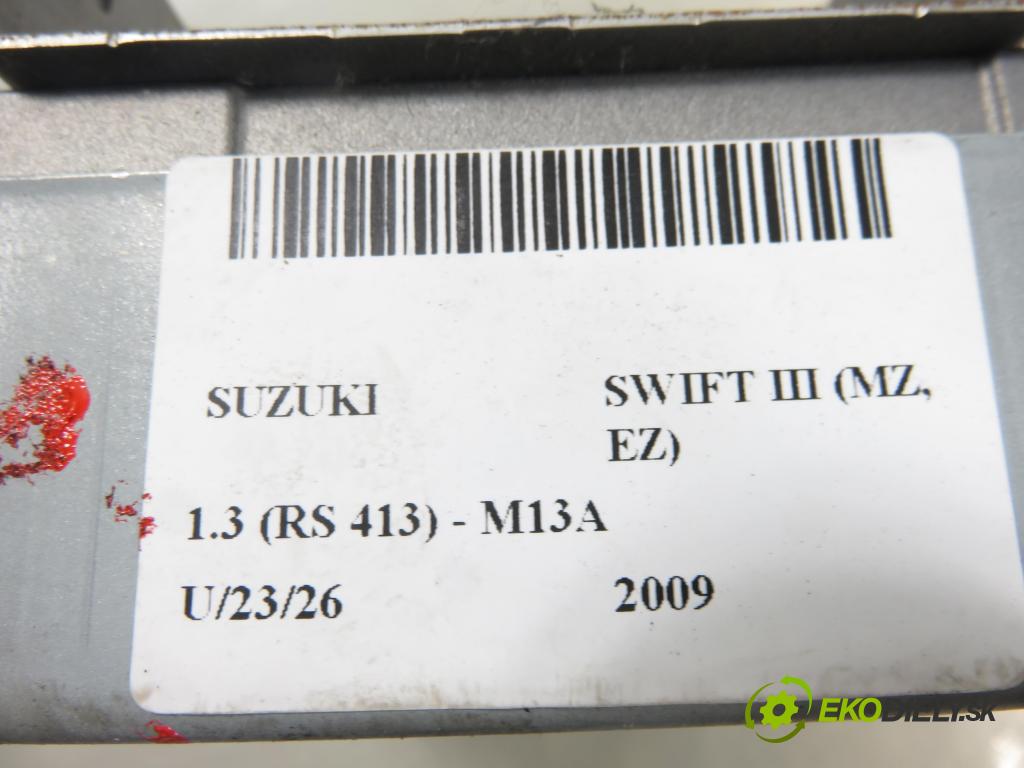 SUZUKI
SWIFT III (MZ,
EZ)
1.3 (RS 413) - M13A
U/23/26
2009
EKODIELY.SK